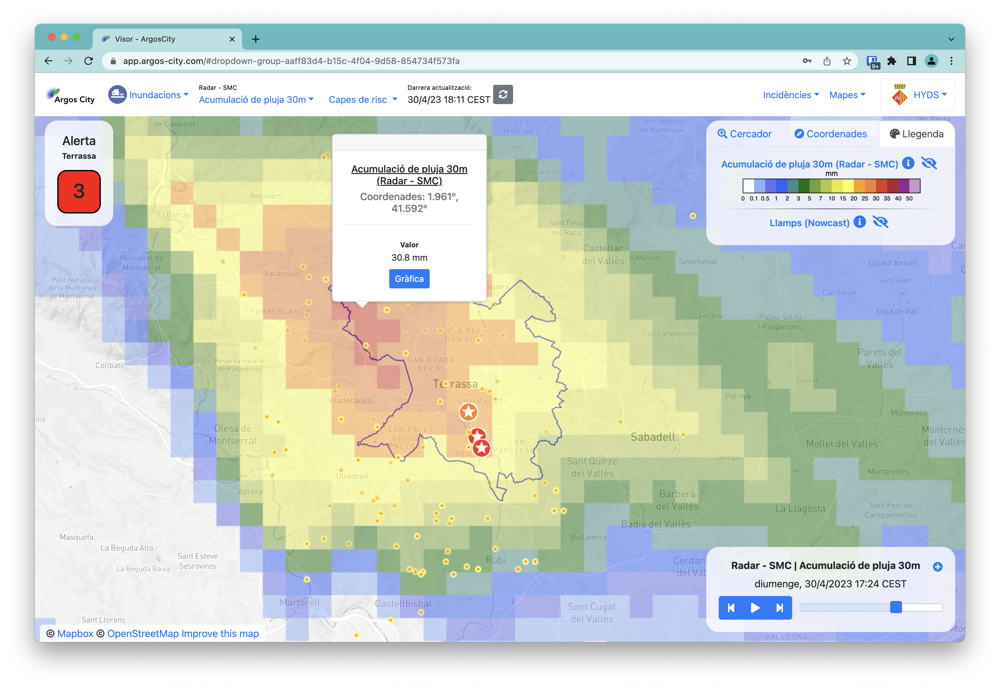 Visor - ArgosCity
app.argos-city.com/#dropdown-group-aaff83d4-b15c-4f04-9d58-854734f573fa
9+
Argos City
Inundacions
Radar - SMC
Acumulació de pluja 30m
Capes de risc
Darrera actualització:
30/4/23 18:11 CEST
Incidències
Mapes
HYDS
Alerta
Terrassa
3
Acumulació de pluja 30m
(Radar - SMC)
Coordenades: 1.961º,
41.592º
Valor
30.8 mm
Gràfica
Cercador
Coordenades
Llegenda
Acumulació de pluja 30m (Radar - SMC)
mm
0 0.1 0.5 1 2 3 5 7 10 15 20 25 30 35 40 50
Llamps (Nowcast)
de Castellet
LES
MARINES
Sant Sebastià
de Montmajor
del Vallès
les Arenes
Guanta
Rellinars
El Borràs
la Calcina
Sant Feliu
del Racó
Castellar
del Vallès
el Mariner
Sentmenat
Lliçà d'Amunt
Monistrol de
Montserrat
Vacarisses
Parc Natural
de la Muntanya
de Montserrat
Sant Joan
Can Salgot
CAN FONT
Lliçà de Vall
TORREBLANCA
I
Ca n'Oriac
Palau-solità
i Plegamans
PLA DEL
BON AIRE
Can Canyameres
Collbató
Reserva natural
de Puigventós
CAN BOADA
DEL PI
Parets del
Vallès
Terrassa
Gallecs
Polinyà
Viladecavalls
CAN PALET
Montmeló
Olesa de
Montserrat
CAN PALET
DE VISTA
ALEGRE
Sabadell
CAN
PARELLADA
CREU
CONILL
Mollet del Vallès
Montornès
del Vallès
Santiga
Sant Quirze
del Vallès
Ullastrell
Martorelles
Abrera
Barberà
del Vallès
La Llagosta
Sant Fost de
Campsentelles
Badia del Vallès
Bellaterra
Masquefa
La Beguda Alta
Sant Esteve
Sesrovires
La Beguda Baixa
Rubí
Ripollet
Cerdanyola
del Vallès
Martorell
Castellbisbal
Sant Cugat
del Vallès
Sant Llorenç
VALLBONA
Radar - SMC | Acumulació de pluja 30m
diumenge, 30/4/2023 17:24 CEST
© Mapbox © OpenStreetMap Improve this map